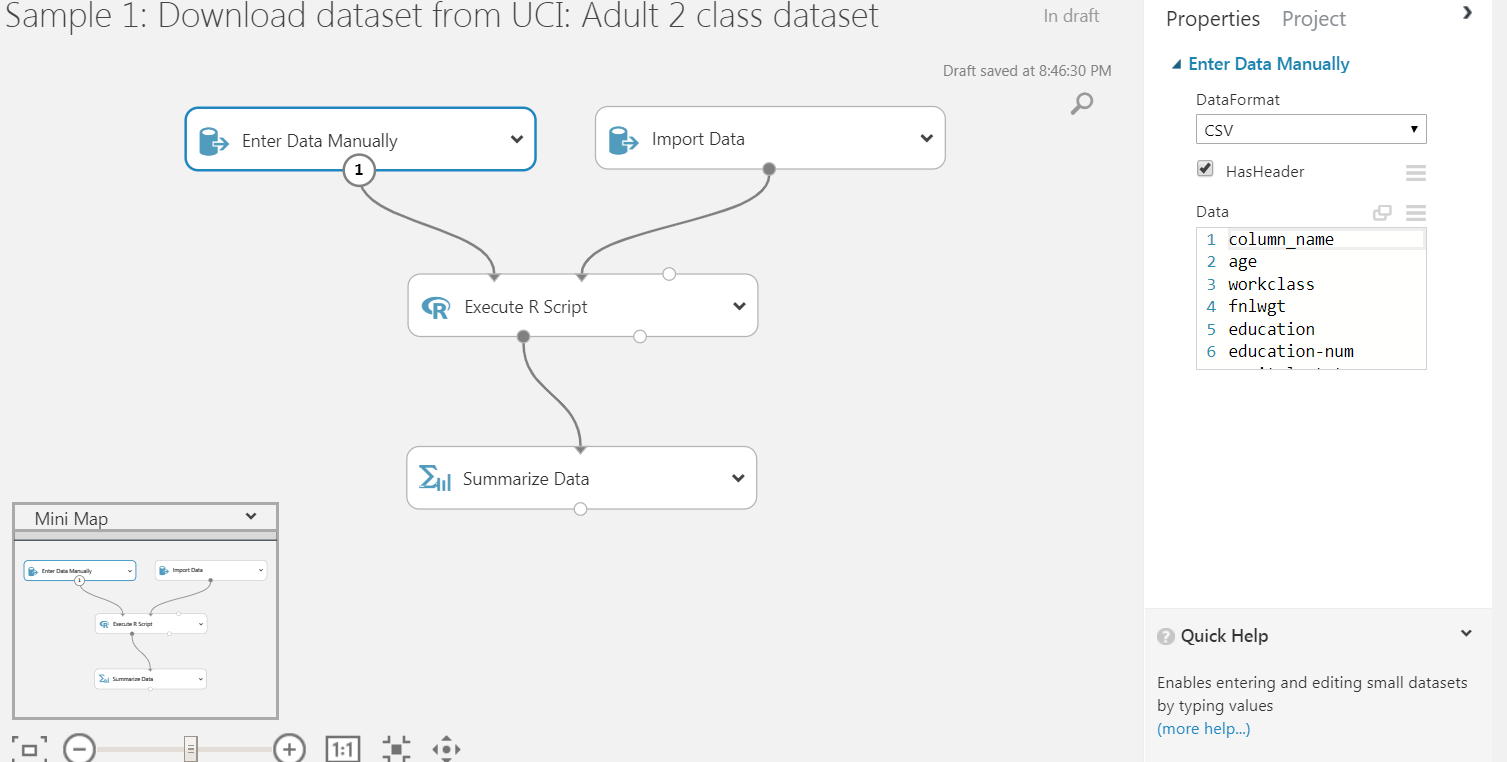 Sample 1: Download dataset from UCI: Adult 2 class dataset
In draft
Draft saved at 8:46:30 PM
Enter Data Manually
1
Import Data
Execute R Script
Summarize Data
Mini Map
Enter Data Manually
1
Import Data
Execute R Script
Summarize Data
1:1
Properties Project
Enter Data Manually
DataFormat
CSV
HasHeader
Data
1 column_name
2 age
3 workclass
4 fnlwgt
5 education
6 education-num
? Quick Help
Enables entering and editing small datasets
by typing values
(more help...)